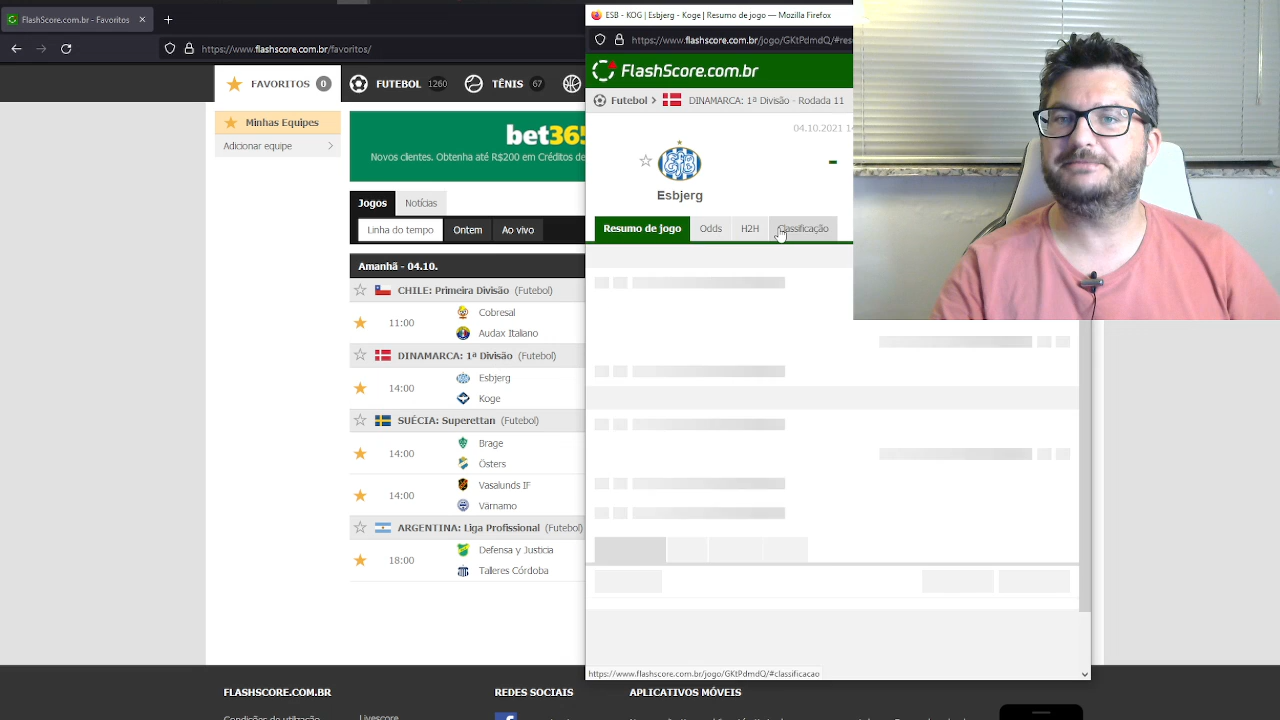 FlashScore.com.br - Favoritos
https://www.flashscore.com.br/favoritos/
FAVORITOS 0
FUTEBOL 1260
TÊNIS 67
Minhas Equipes
Adicionar equipe
bet365
Novos clientes. Obtenha até R$200 em Créditos de
Jogos
Notícias
Linha do tempo
Ontem
Ao vivo
Amanhã - 04.10.
CHILE: Primeira Divisão (Futebol)
11:00
Cobresal
Audax Italiano
DINAMARCA: 1ª Divisão (Futebol)
14:00
Esbjerg
Koge
SUÉCIA: Superettan (Futebol)
14:00
Brage
Östers
14:00
Vasalunds IF
Värnamo
ARGENTINA: Liga Profissional (Futebol)
18:00
Defensa y Justicia
Talleres Córdoba
FLASHSCORE.COM.BR
REDES SOCIAIS
APLICATIVOS MÓVEIS
Condições de utilização
Livescore
ESB - KOG | Esbjerg - Koge | Resumo de jogo — Mozilla Firefox
https://www.flashscore.com.br/jogo/GKtPdmdQ/#res
FlashScore.com.br
Futebol > DINAMARCA: 1ª Divisão - Rodada 11
04.10.2021
Esbjerg
Resumo de jogo
Odds
H2H
Classificação
https://www.flashscore.com.br/jogo/GKtPdmdQ/#classificacao